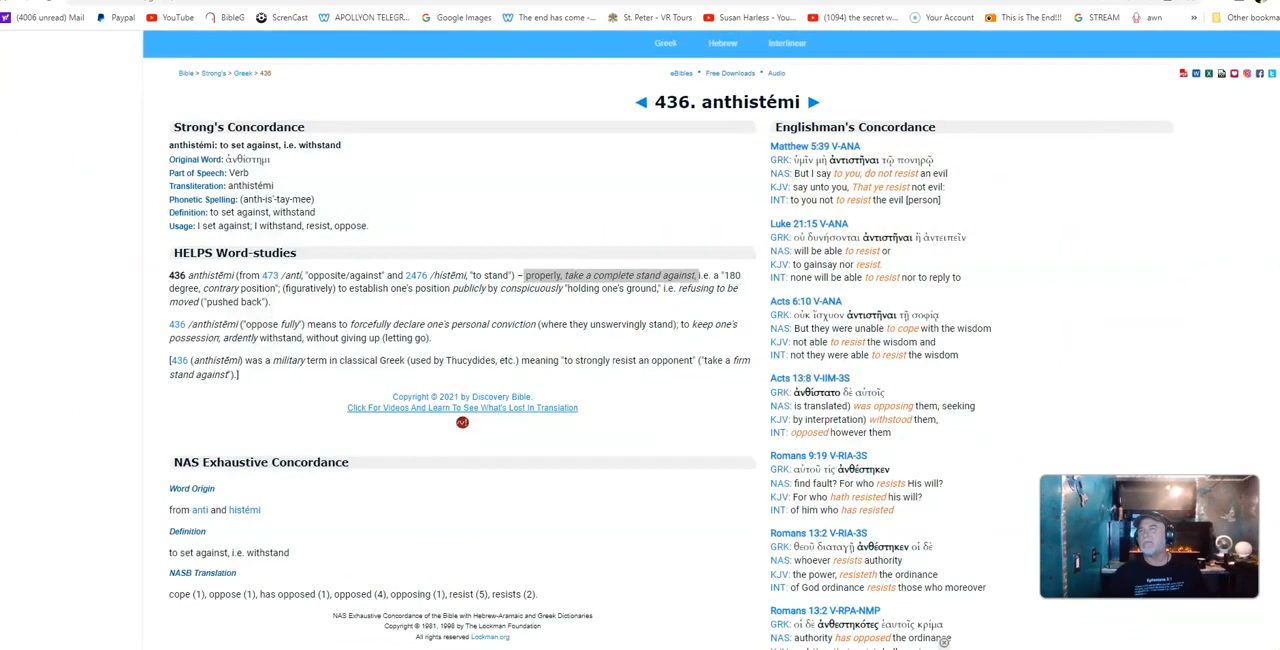 (4006 unread) Mail Paypal YouTube BibleG ScrenCast APOLLYON TELEGR... Google Images The end has come -... St. Peter - VR Tours Susan Harless - You... (1094) the secret w... Your Account This is The End!!! STREAM awn » Other bookma
Greek Hebrew Interlinear
Bible > Strong's > Greek > 436
eBibles • Free Downloads • Audio
◄ 436. anthistémi ►
Strong's Concordance
anthistémi: to set against, i.e. withstand
Original Word: ἀνθίστημι
Part of Speech: Verb
Transliteration: anthistémi
Phonetic Spelling: (anth-is'-tay-mee)
Definition: to set against, withstand
Usage: I set against; I withstand, resist, oppose.
HELPS Word-studies
436 anthístēmi (from 473 /anti, "opposite/against" and 2476 /hístēmi, "to stand") – properly, take a complete stand against, i.e. a "180
degree, contrary position"; (figuratively) to establish one's position publicly by conspicuously "holding one's ground," i.e. refusing to be
moved ("pushed back").
436 /anthístēmi ("oppose fully") means to forcefully declare one's personal conviction (where they unswervingly stand); to keep one's
possession; ardently withstand, without giving up (letting go).
[436 (anthístēmi) was a military term in classical Greek (used by Thucydides, etc.) meaning "to strongly resist an opponent" ("take a firm
stand against").]
Copyright © 2021 by Discovery Bible.
Click For Videos And Learn To See What's Lost In Translation
NAS Exhaustive Concordance
Word Origin
from anti and histémi
Definition
to set against, i.e. withstand
NASB Translation
cope (1), oppose (1), has opposed (1), opposed (4), opposing (1), resist (5), resists (2).
NAS Exhaustive Concordance of the Bible with Hebrew-Aramaic and Greek Dictionaries
Copyright © 1981, 1998 by The Lockman Foundation
All rights reserved Lockman.org
Englishman's Concordance
Matthew 5:39 V-ANA
GRK: ὑμῖν μὴ ἀντιστῆναι τῷ πονηρῷ
NAS: But I say to you, do not resist an evil
KJV: say unto you, That ye resist not evil:
INT: to you not to resist the evil [person]
Luke 21:15 V-ANA
GRK: οὐ δυνήσονται ἀντιστῆναι ἢ ἀντειπεῖν
NAS: will be able to resist or
KJV: to gainsay nor resist.
INT: none will be able to resist nor to reply to
Acts 6:10 V-ANA
GRK: οὐκ ἴσχυον ἀντιστῆναι τῇ σοφίᾳ
NAS: But they were unable to cope with the wisdom
KJV: not able to resist the wisdom and
INT: not they were able to resist the wisdom
Acts 13:8 V-IIM-3S
GRK: ἀνθίστατο δὲ αὐτοῖς
NAS: is translated) was opposing them, seeking
KJV: by interpretation) withstood them,
INT: opposed however them
Romans 9:19 V-RIA-3S
GRK: αὐτοῦ τίς ἀνθέστηκεν
NAS: find fault? For who resists His will?
KJV: For who hath resisted his will?
INT: of him who has resisted
Romans 13:2 V-RIA-3S
GRK: θεοῦ διαταγῇ ἀνθέστηκεν οἱ δὲ
NAS: whoever resists authority
KJV: the power, resisteth the ordinance
INT: of God ordinance resists those who moreover
Romans 13:2 V-RPA-NMP
GRK: οἱ δὲ ἀνθεστηκότες ἑαυτοῖς κρίμα
NAS: authority has opposed the ordinance